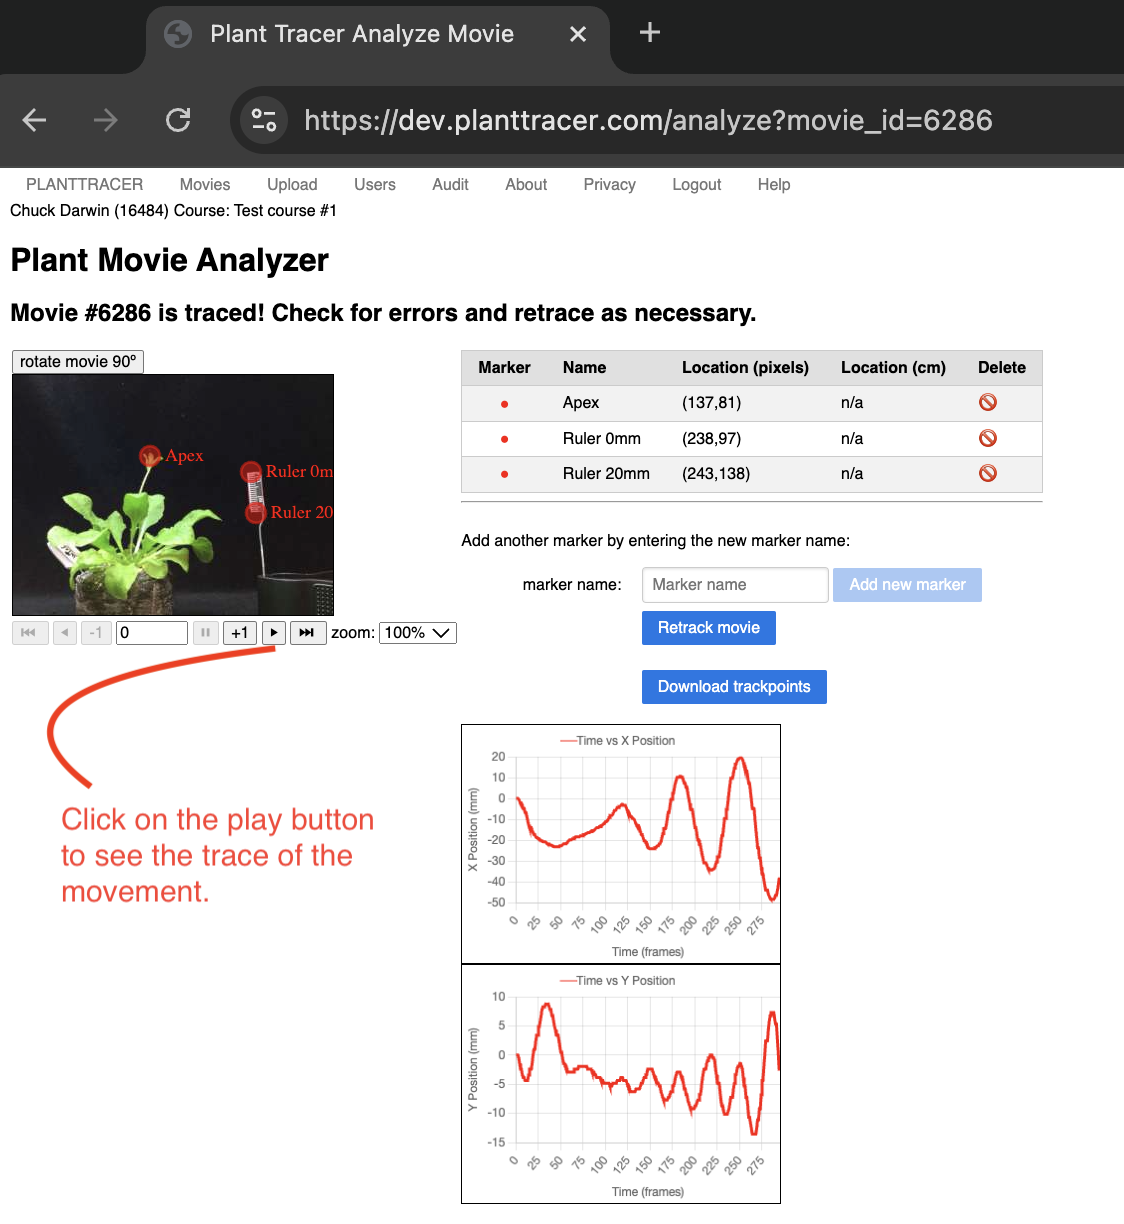 Plant Tracer Analyze Movie
https://dev.planttracer.com/analyze?movie_id=6286
PLANTTRACER Movies Upload Users Audit About Privacy Logout Help
Chuck Darwin (16484) Course: Test course #1
Plant Movie Analyzer
Movie #6286 is traced! Check for errors and retrace as necessary.
rotate movie 90º
Apex
Ruler 0m
Ruler 20
-1 0 +1 zoom: 100%
Click on the play button
to see the trace of the
movement.
Marker Name Location (pixels) Location (cm) Delete
Apex (137,81) n/a
Ruler 0mm (238,97) n/a
Ruler 20mm (243,138) n/a
Add another marker by entering the new marker name:
marker name: Marker name Add new marker
Retrack movie
Download trackpoints
Time vs X Position
X Position (mm)
20
10
0
-10
-20
-30
-40
-50
0 25 50 75 100 125 150 175 200 225 250 275
Time (frames)
Time vs Y Position
Y Position (mm)
10
5
0
-5
-10
-15
0 25 50 75 100 125 150 175 200 225 250 275
Time (frames)